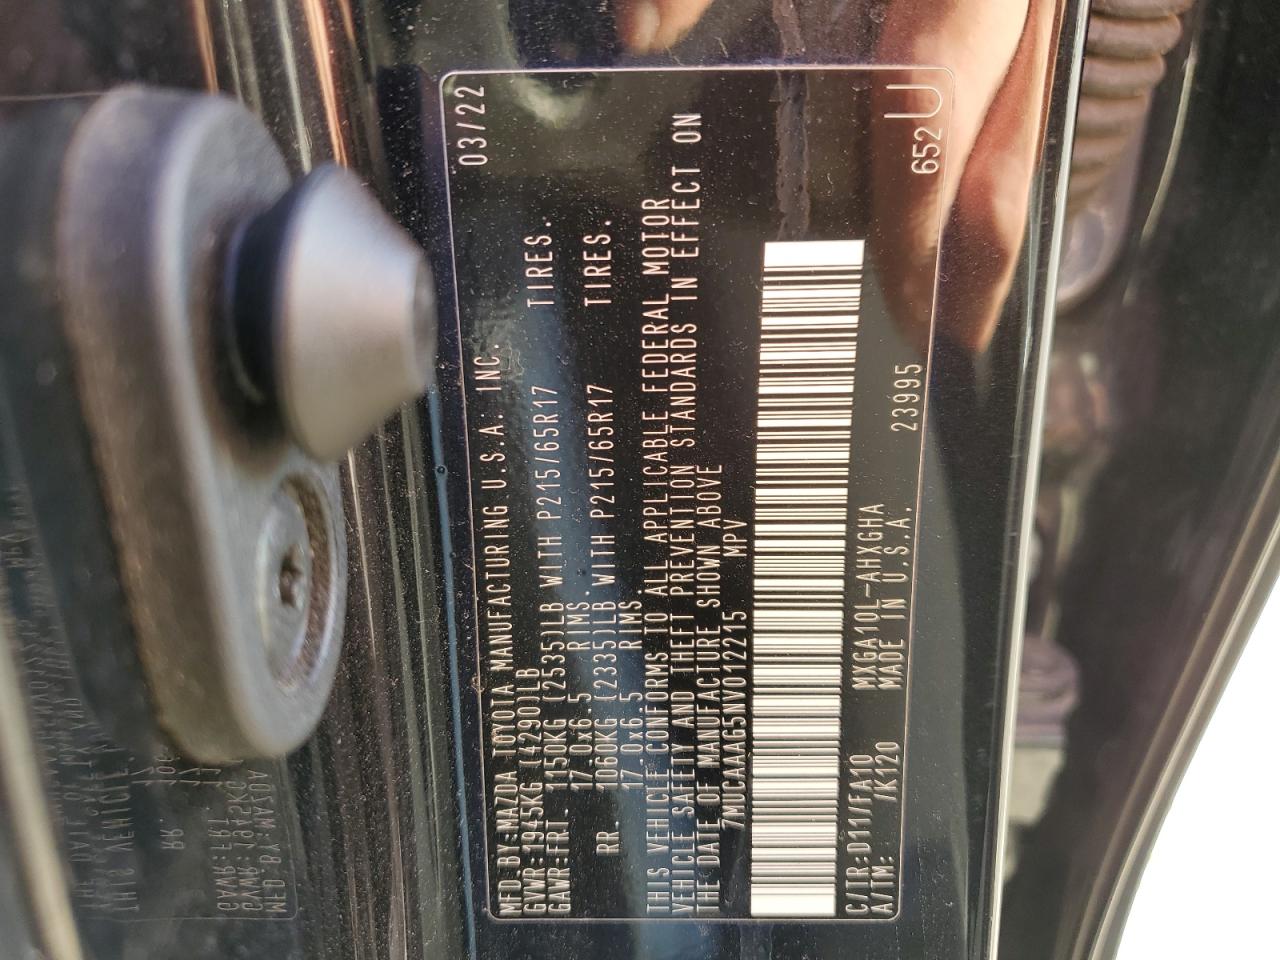 MFD BY:MAZDA TOYOTA MANUFACTURING U.S.A. INC. 03/22
GVWR:1945KG (4290)LB
GAWR:FRT 1150KG (2535)LB WITH P215/65R17 TIRES.
17.0x6.5 RIMS.
RR 1060KG (2335)LB WITH P215/65R17 TIRES.
17.0x6.5 RIMS.
THIS VEHICLE CONFORMS TO ALL APPLICABLE FEDERAL MOTOR
VEHICLE SAFETY AND THEFT PREVENTION STANDARDS IN EFFECT ON
THE DATE OF MANUFACTURE SHOWN ABOVE
7MUCAAAG5NV012215 MPV
C/TR:D11/FA10 MXGA10L-AHXGHA 23995 652U
A/TM: /K120 MADE IN U.S.A.